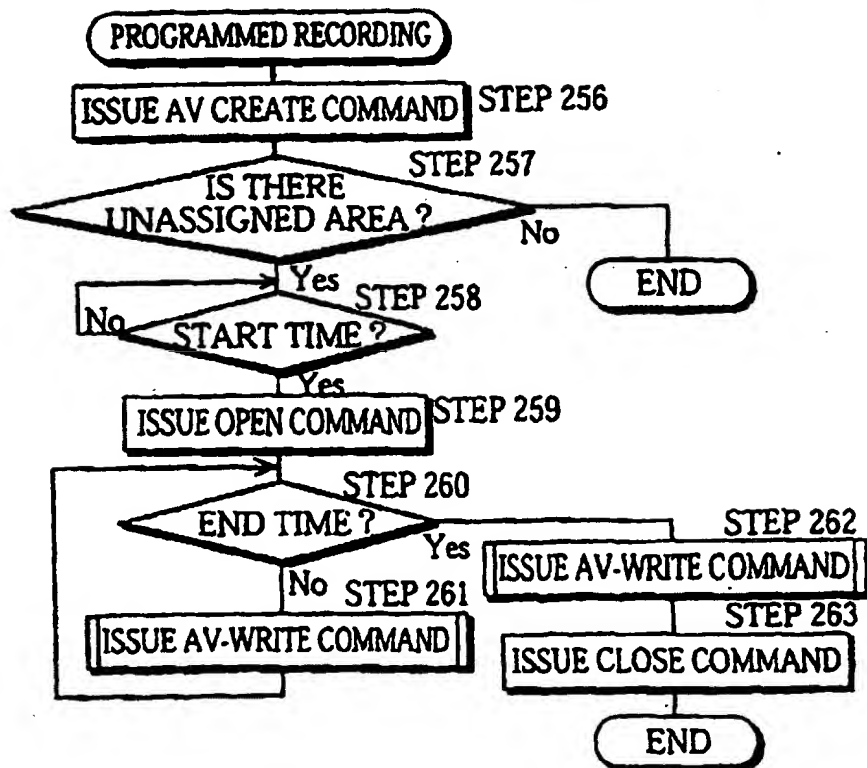 PROGRAMMED RECORDING
ISSUE AV CREATE COMMAND
STEP 256
STEP 257
IS THERE
UNASSIGNED AREA ?
No
END
Yes
STEP 258
No
START TIME ?
Yes
ISSUE OPEN COMMAND
STEP 259
STEP 260
END TIME ?
Yes
No
STEP 261
ISSUE AV-WRITE COMMAND
STEP 262
ISSUE AV-WRITE COMMAND
STEP 263
ISSUE CLOSE COMMAND
END